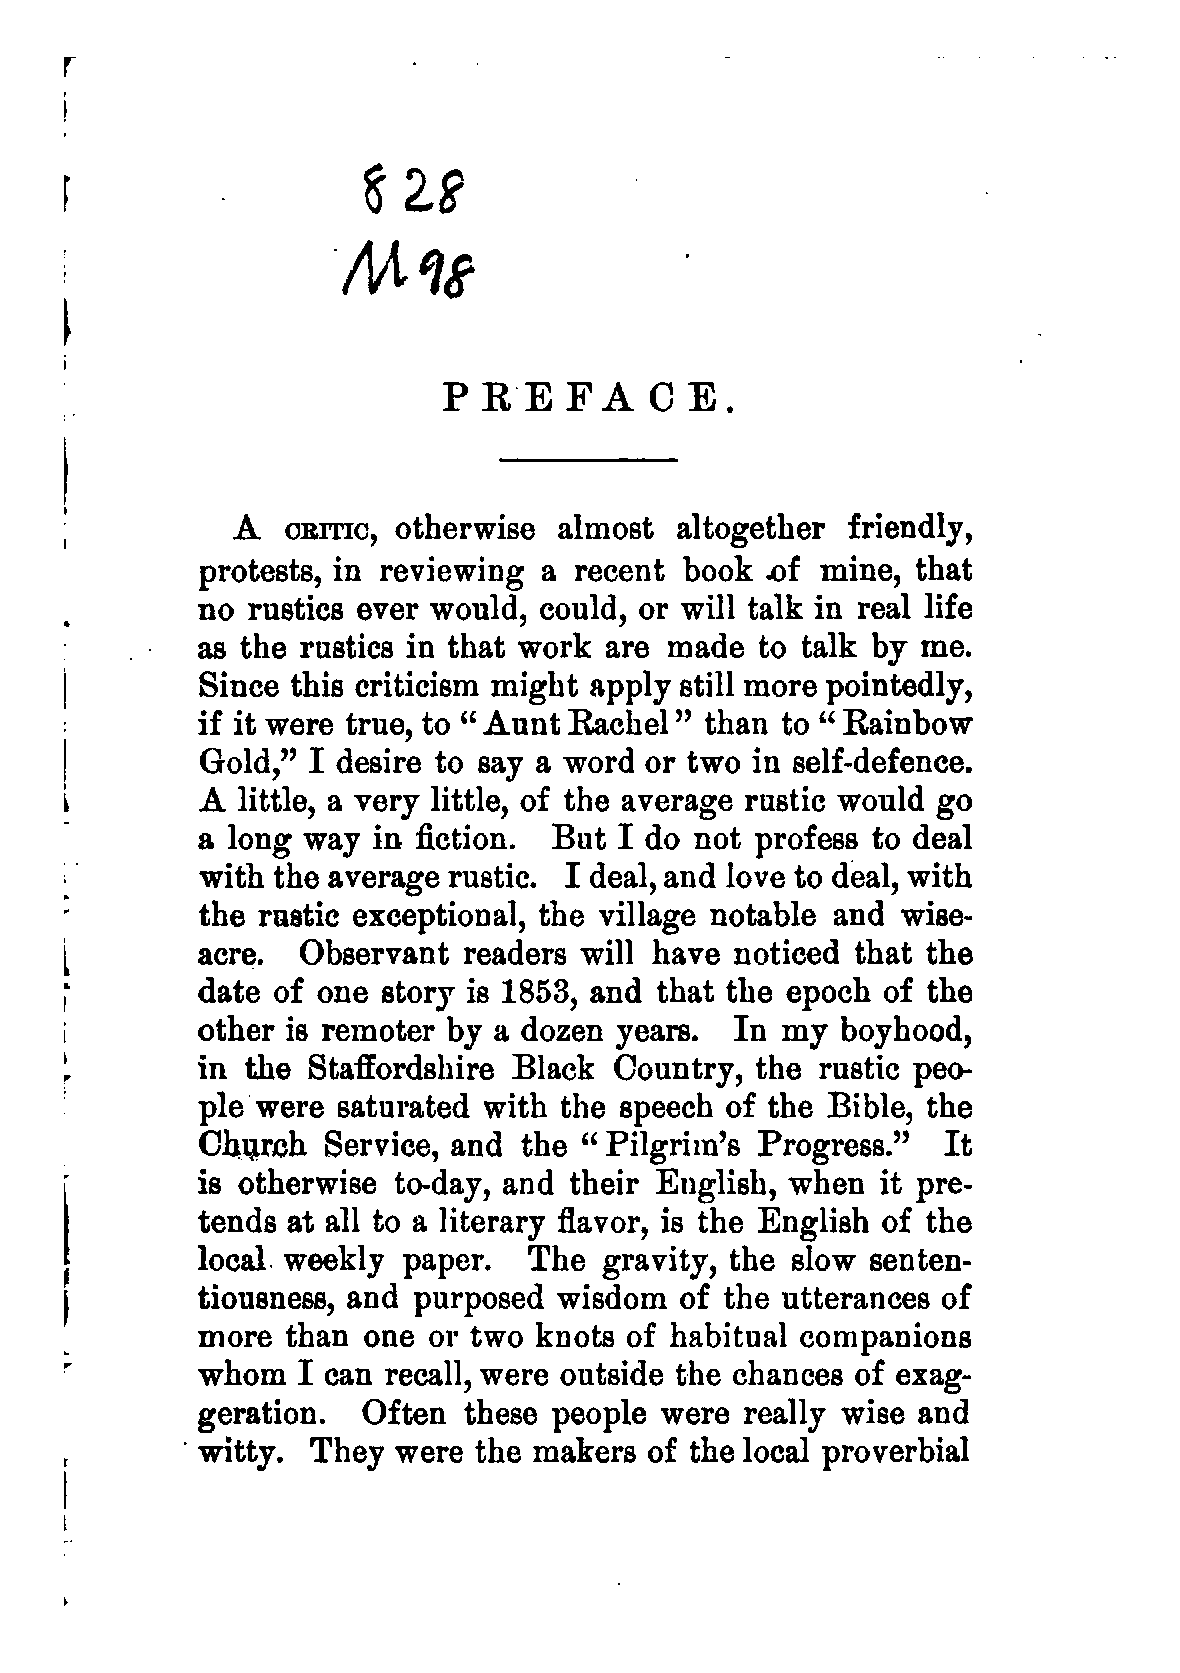 828
M98
PREFACE.
A CRITIC, otherwise almost altogether friendly,
protests, in reviewing a recent book of mine, that
no rustics ever would, could, or will talk in real life
as the rustics in that work are made to talk by me.
Since this criticism might apply still more pointedly,
if it were true, to “Aunt Rachel” than to “Rainbow
Gold,” I desire to say a word or two in self-defence.
A little, a very little, of the average rustic would go
a long way in fiction. But I do not profess to deal
with the average rustic. I deal, and love to deal, with
the rustic exceptional, the village notable and wise-
acre. Observant readers will have noticed that the
date of one story is 1853, and that the epoch of the
other is remoter by a dozen years. In my boyhood,
in the Staffordshire Black Country, the rustic peo-
ple were saturated with the speech of the Bible, the
Church Service, and the “Pilgrim’s Progress.” It
is otherwise to-day, and their English, when it pre-
tends at all to a literary flavor, is the English of the
local weekly paper. The gravity, the slow senten-
tiousness, and purposed wisdom of the utterances of
more than one or two knots of habitual companions
whom I can recall, were outside the chances of exag-
geration. Often these people were really wise and
witty. They were the makers of the local proverbial